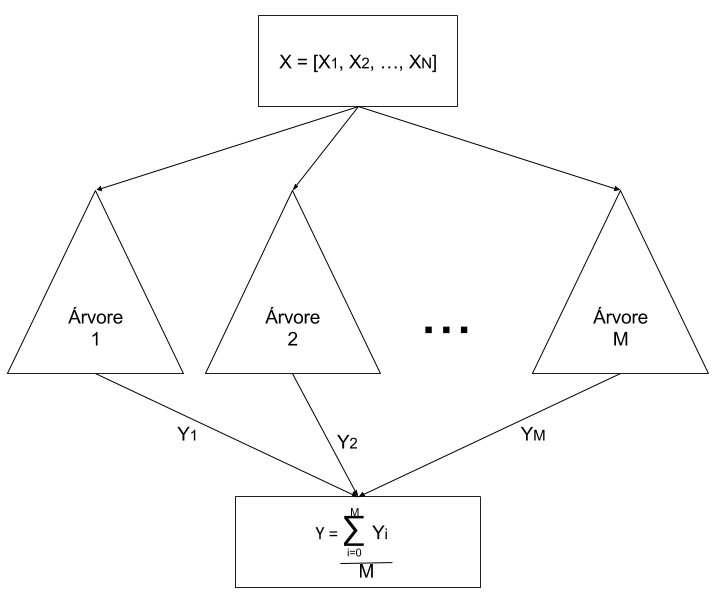 X = [X1, X2, …, XN]
Árvore
1
Árvore
2
...
Árvore
M
Y1
Y2
YM
M
Y = ∑ Yi
i=0
M